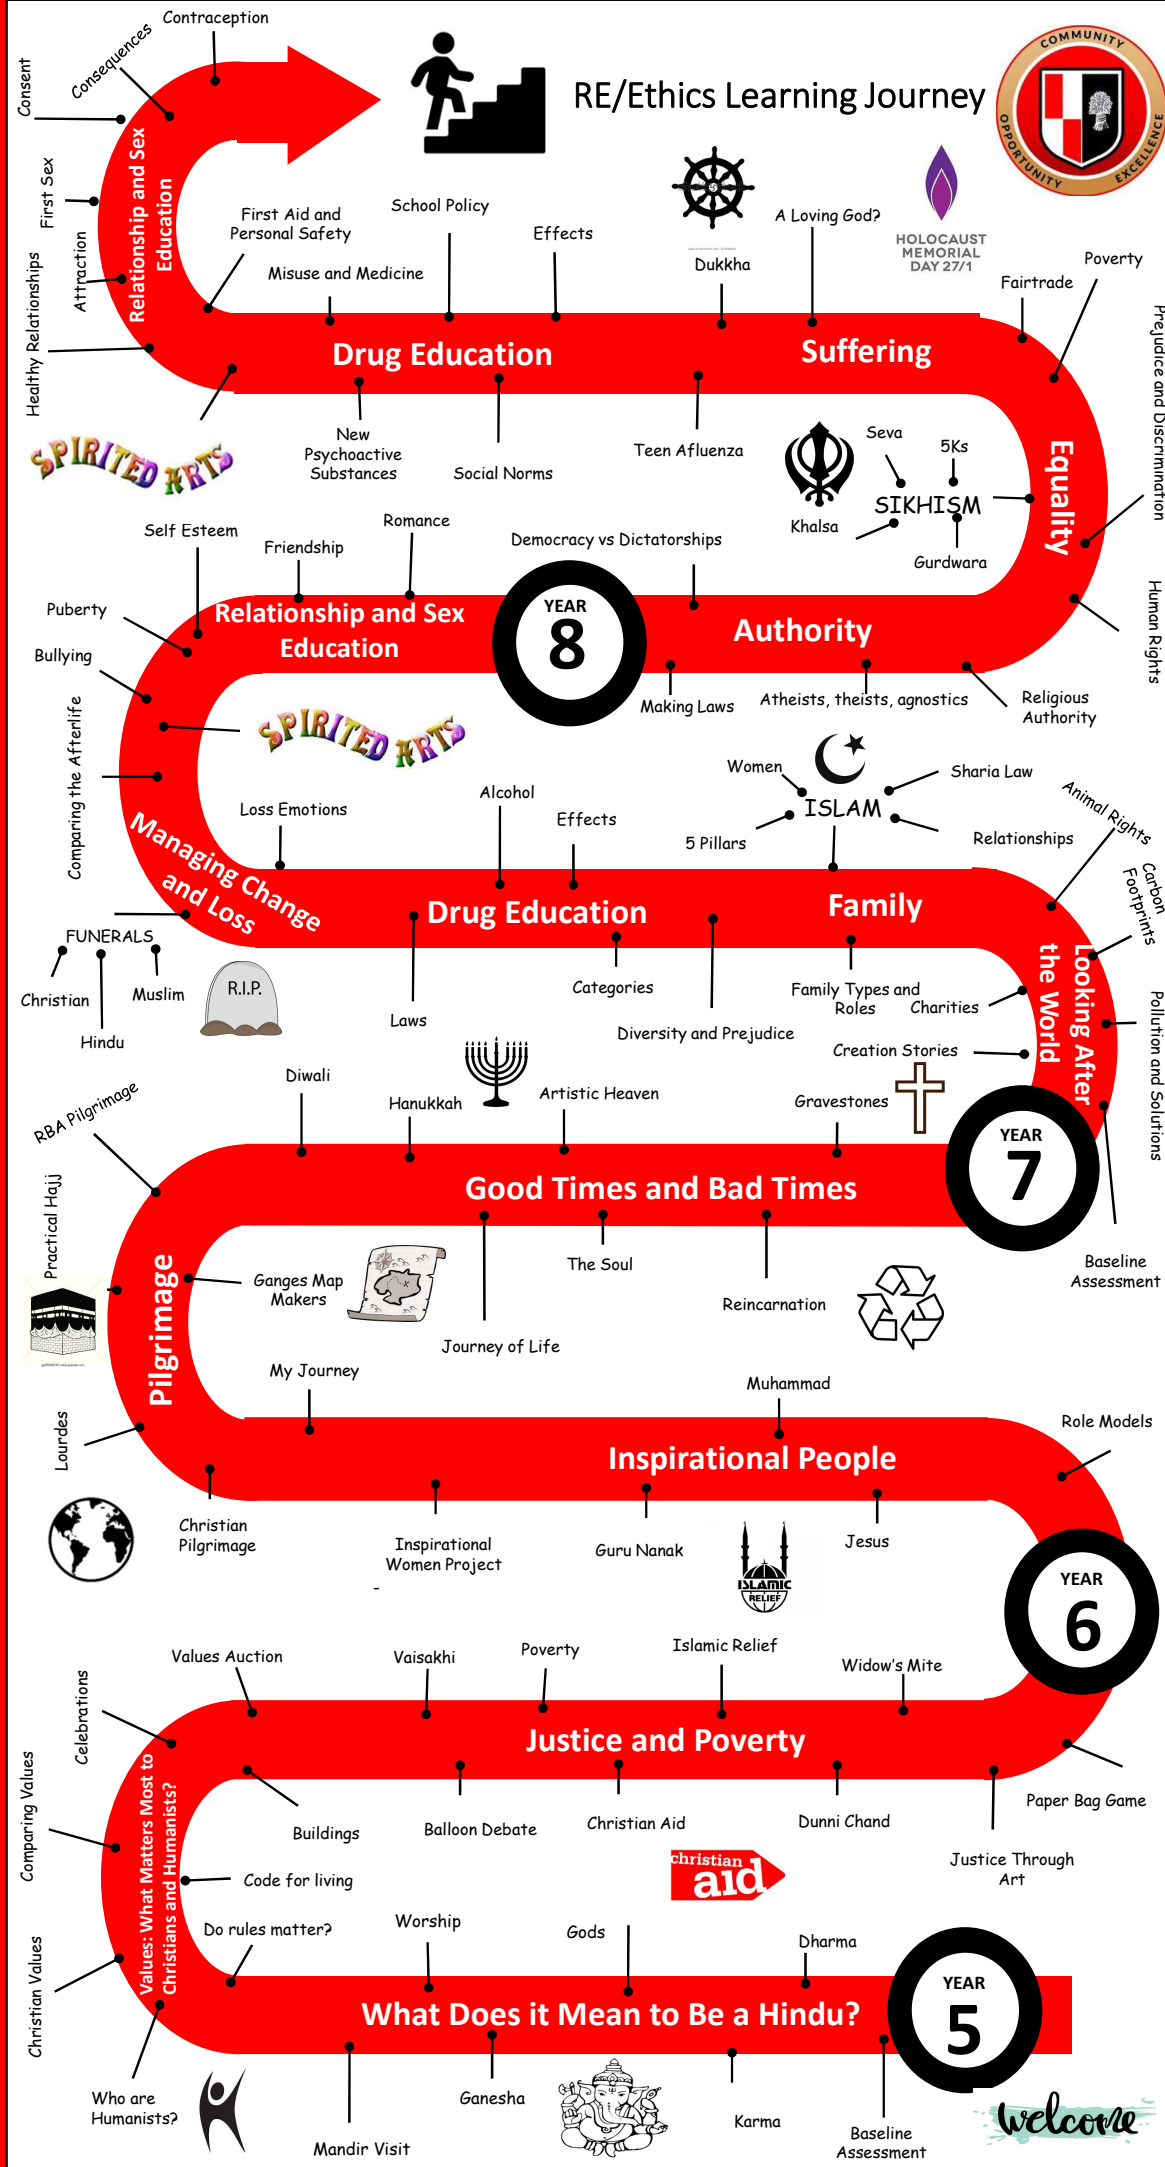 Contraception
Consequences
Consent
RE/Ethics Learning Journey
COMMUNITY
OPPORTUNITY
EXCELLENCE
Relationship and Sex
Education
First Sex
Attraction
Healthy Relationships
First Aid and
Personal Safety
School Policy
Misuse and Medicine
Effects
Dukkha
A Loving God?
HOLOCAUST
MEMORIAL
DAY 27/1
Fairtrade
Poverty
Prejudice and Discrimination
Drug Education
Suffering
SPIRITED ARTS
New
Psychoactive
Substances
Social Norms
Teen Afluenza
Seva
5Ks
SIKHISM
Khalsa
Gurdwara
Equality
Human Rights
Self Esteem
Friendship
Romance
Democracy vs Dictatorships
Puberty
Bullying
Relationship and Sex
Education
YEAR
8
Authority
Making Laws
Atheists, theists, agnostics
Religious
Authority
SPIRITED ARTS
Comparing the Afterlife
Loss Emotions
Alcohol
Effects
Women
Sharia Law
ISLAM
5 Pillars
Relationships
Animal Rights
Carbon
Footprints
Managing Change
and Loss
Drug Education
Family
Looking After
the World
FUNERALS
Christian
Hindu
Muslim
R.I.P.
Laws
Categories
Diversity and Prejudice
Family Types and
Roles
Charities
Creation Stories
Pollution and Solutions
RBA Pilgrimage
Diwali
Hanukkah
Artistic Heaven
Gravestones
YEAR
7
Good Times and Bad Times
Baseline
Assessment
Practical Hajj
Pilgrimage
Ganges Map
Makers
The Soul
Reincarnation
Journey of Life
My Journey
Muhammad
Lourdes
Role Models
Inspirational People
Christian
Pilgrimage
Inspirational
Women Project
-
Guru Nanak
Jesus
ISLAMIC
RELIEF
YEAR
6
Values Auction
Vaisakhi
Poverty
Islamic Relief
Widow's Mite
Celebrations
Justice and Poverty
Comparing Values
Values: What Matters Most to
Christians and Humanists?
Buildings
Balloon Debate
Christian Aid
Dunni Chand
Paper Bag Game
Justice Through
Art
christian
aid
Code for living
Do rules matter?
Worship
Gods
Dharma
Christian Values
What Does it Mean to Be a Hindu?
YEAR
5
Who are
Humanists?
Mandir Visit
Ganesha
Karma
Baseline
Assessment
welcome